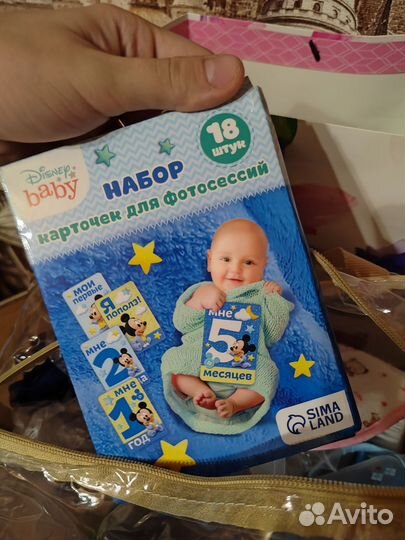 Disney
baby
18
штук
НАБОР
карточек для фотосессий
мои
первые
Я
пополз!
мне
2
мне
1
год
мне
5
месяцев
SIMA
LAND
Avito